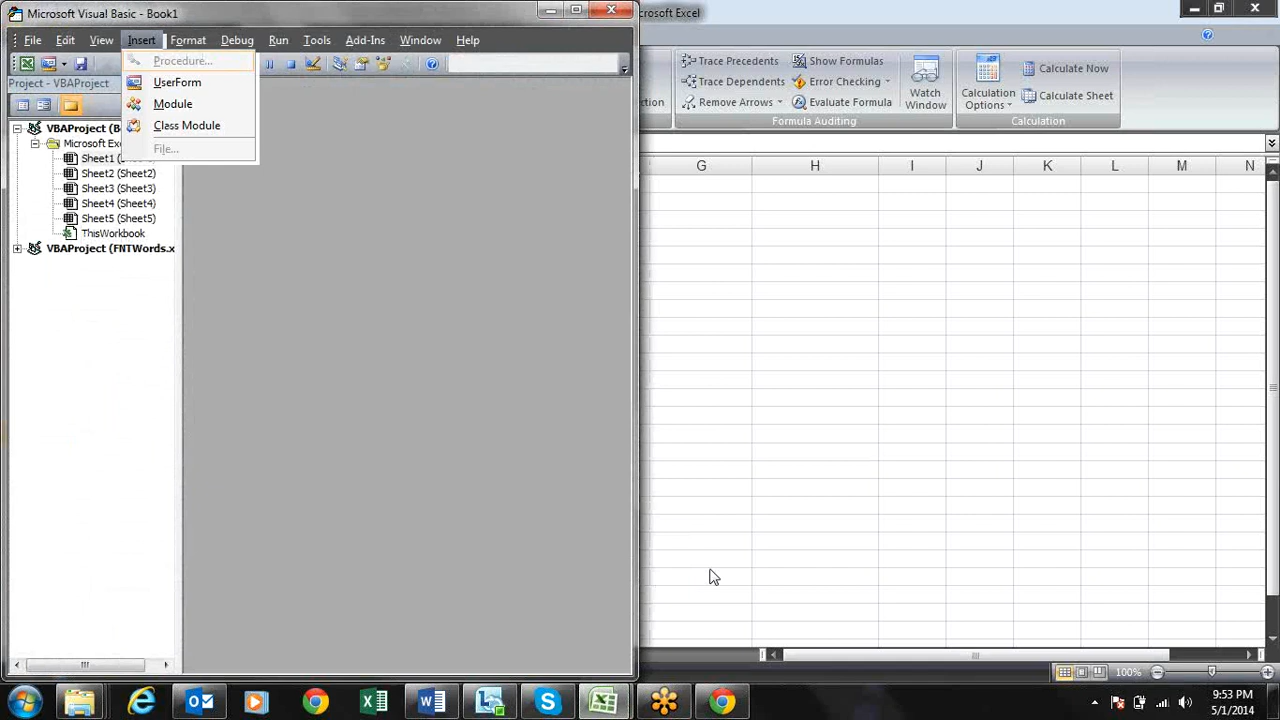 Microsoft Visual Basic - Book1
crosoft Excel
File Edit View Insert Format Debug Run Tools Add-Ins Window Help
Procedure...
UserForm
Module
Class Module
File...
Project - VBAProject
VBAProject (B
Microsoft Exc
Sheet1 (
Sheet2 (Sheet2)
Sheet3 (Sheet3)
Sheet4 (Sheet4)
Sheet5 (Sheet5)
ThisWorkbook
VBAProject (FNTWords.x
ction
Trace Precedents
Trace Dependents
Remove Arrows
Show Formulas
Error Checking
Evaluate Formula
Formula Auditing
Watch
Window
Calculation
Options
Calculate Now
Calculate Sheet
Calculation
G H I J K L M N
100%
9:53 PM
5/1/2014